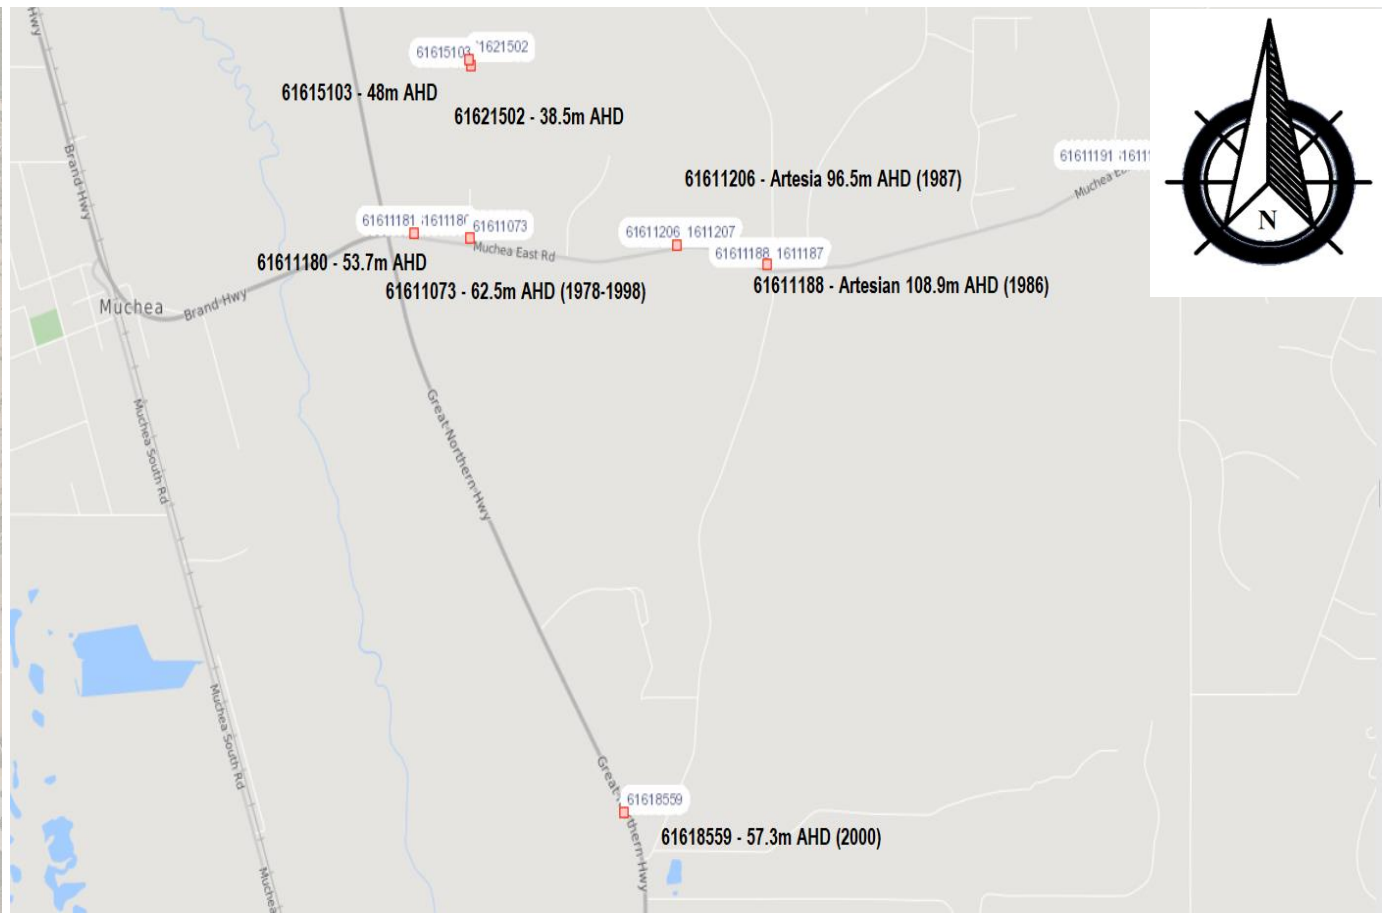 Hwy
61615103 1621502
61615103 - 48m AHD
61621502 - 38.5m AHD
Brand Hwy
61611191
61611206 - Artesia 96.5m AHD (1987)
61611181
61611073
61611206 1611207
Muchea East Rd
61611188 1611187
61611180 - 53.7m AHD
61611073 - 62.5m AHD (1978-1998)
61611188 - Artesian 108.9m AHD (1986)
N
Muchea
Brand Hwy
Great Northern Hwy
Muchea South Rd
Muchea South Rd
61618559
61618559 - 57.3m AHD (2000)
Muchea